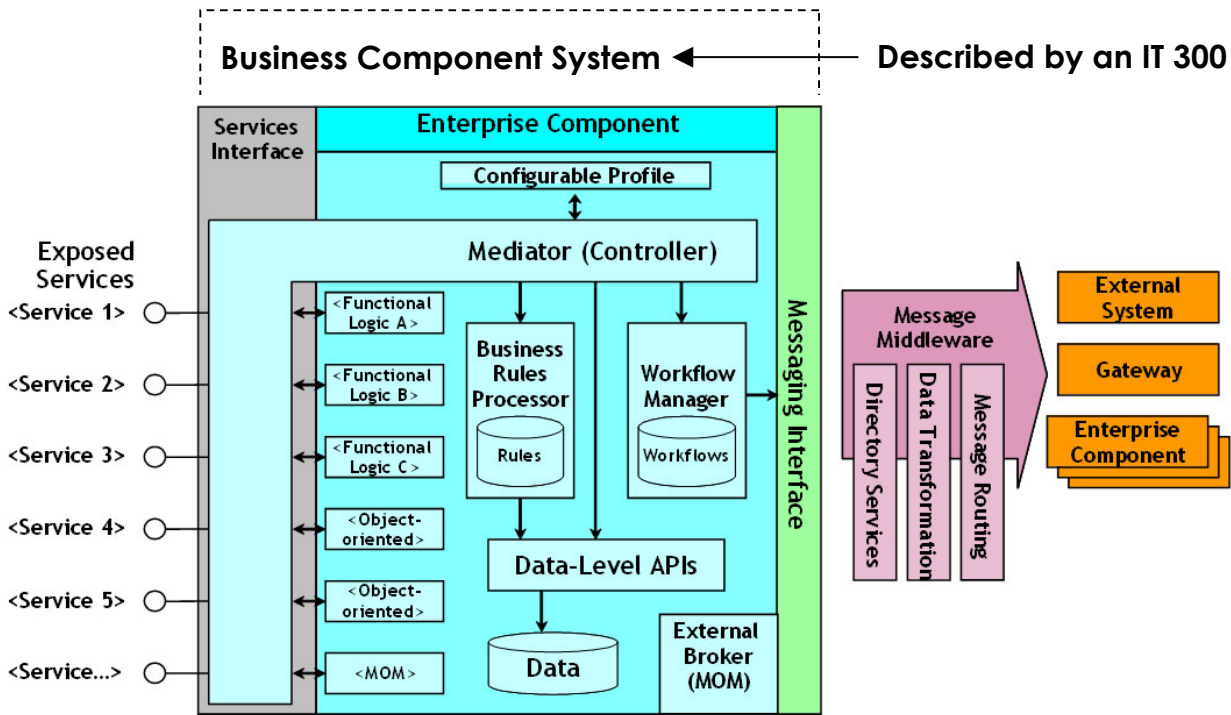 Business Component System
Described by an IT 300
Services
Interface
Enterprise Component
Configurable Profile
Mediator (Controller)
Exposed
Services
<Service 1>
<Service 2>
<Service 3>
<Service 4>
<Service 5>
<Service...>
<Functional
Logic A>
<Functional
Logic B>
<Functional
Logic C>
<Object-
oriented>
<Object-
oriented>
<MOM>
Business
Rules
Processor
Rules
Workflow
Manager
Workflows
Data-Level APIs
Data
External
Broker
(MOM)
Messaging Interface
Message
Middleware
Directory Services
Data Transformation
Message Routing
External
System
Gateway
Enterprise
Component